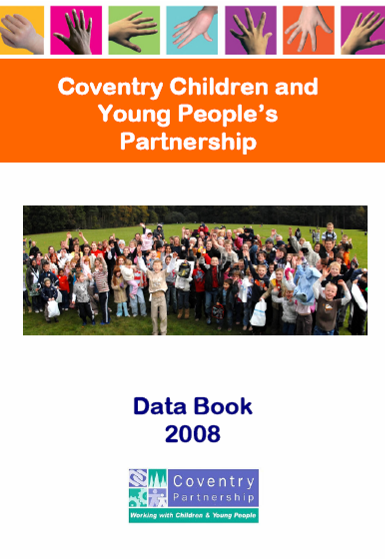 Coventry Children and
Young People's
Partnership
Data Book
2008
Coventry
Partnership
Working with Children & Young People